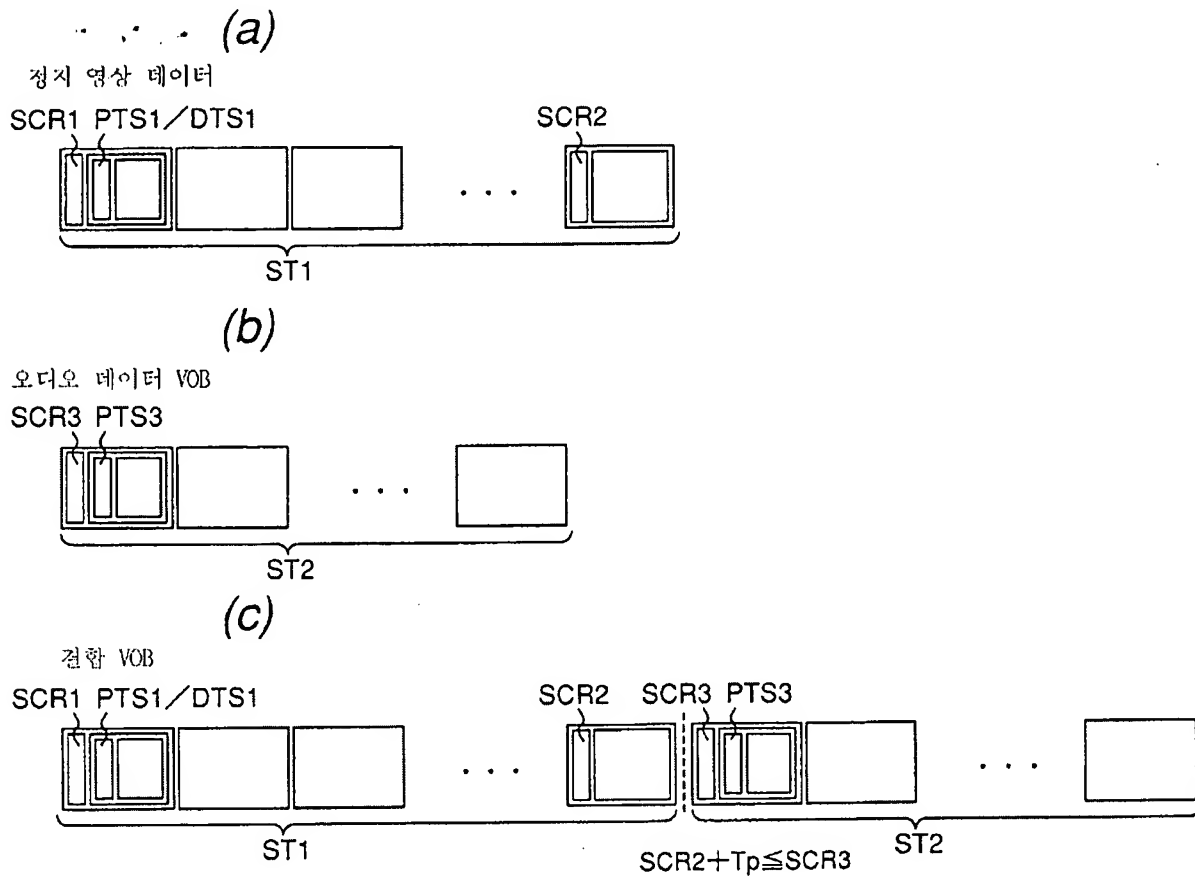 (a)
정지 영상 데이터
SCR1 PTS1/DTS1 SCR2
. . .
ST1
(b)
오디오 데이터 VOB
SCR3 PTS3
. . .
ST2
(c)
결합 VOB
SCR1 PTS1/DTS1 SCR2 SCR3 PTS3
. . . . . .
ST1 ST2
SCR2+Tp≦SCR3